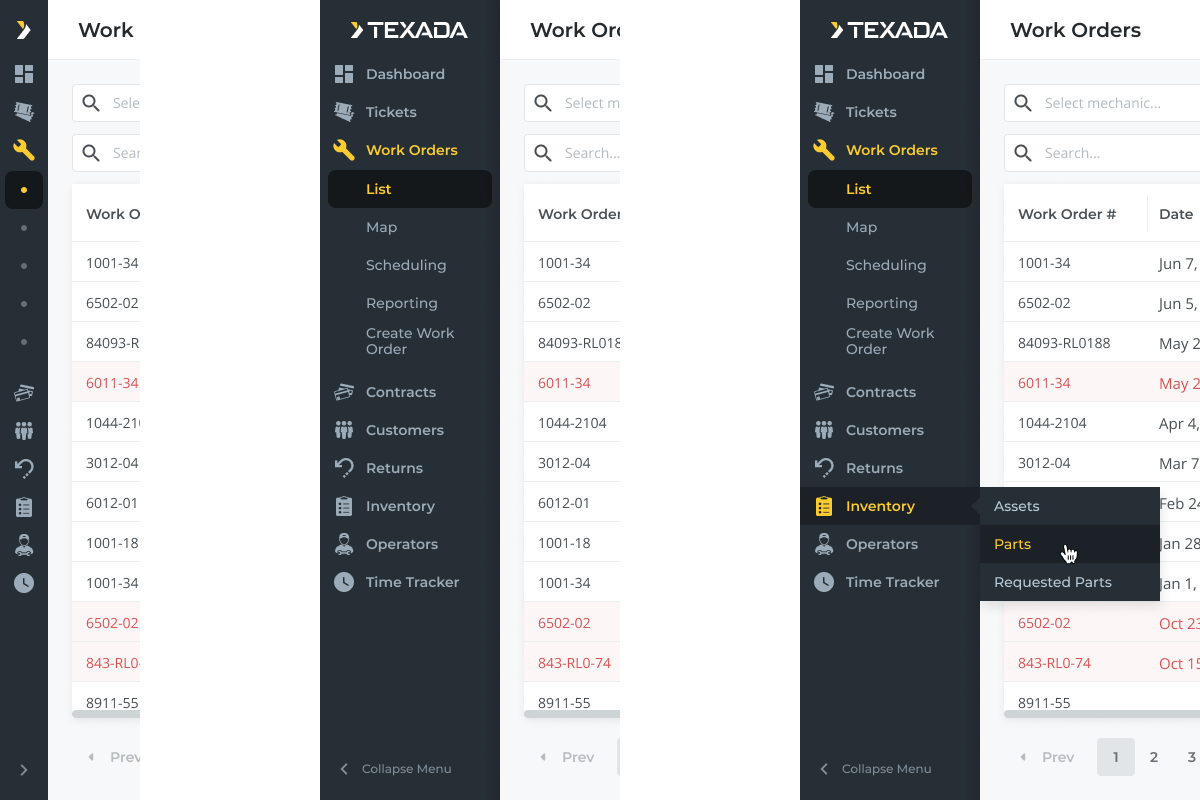 Work
Sele
Sear
Work O
1001-34
6502-02
84093-R
6011-34
1044-210
3012-04
6012-01
1001-18
1001-34
6502-02
843-RL0-
8911-55
Prev
TEXADA
Dashboard
Tickets
Work Orders
List
Map
Scheduling
Reporting
Create Work
Order
Contracts
Customers
Returns
Inventory
Operators
Time Tracker
Collapse Menu
Work Or
Select m
Search...
Work Order
1001-34
6502-02
84093-RL018
6011-34
1044-2104
3012-04
6012-01
1001-18
1001-34
6502-02
843-RL0-74
8911-55
Prev
TEXADA
Dashboard
Tickets
Work Orders
List
Map
Scheduling
Reporting
Create Work
Order
Contracts
Customers
Returns
Inventory
Operators
Time Tracker
Collapse Menu
Assets
Parts
Requested Parts
Work Orders
Select mechanic...
Search...
Work Order # Date
1001-34 Jun 7,
6502-02 Jun 5,
84093-RL0188 May 2
6011-34 May 2
1044-2104 Apr 4,
3012-04 Mar 7
Feb 24
Jan 28
Jan 1,
6502-02 Oct 23
843-RL0-74 Oct 15
8911-55
Prev 1 2 3